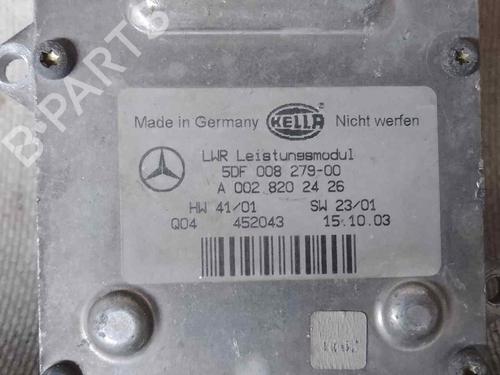 B-PARTS
Made in Germany HELLA Nicht werfen
LWR Leistungsmodul
5DF 008 279-00
A 002 820 24 26
HW 41/01 SW 23/01
Q04 452043 15.10.03